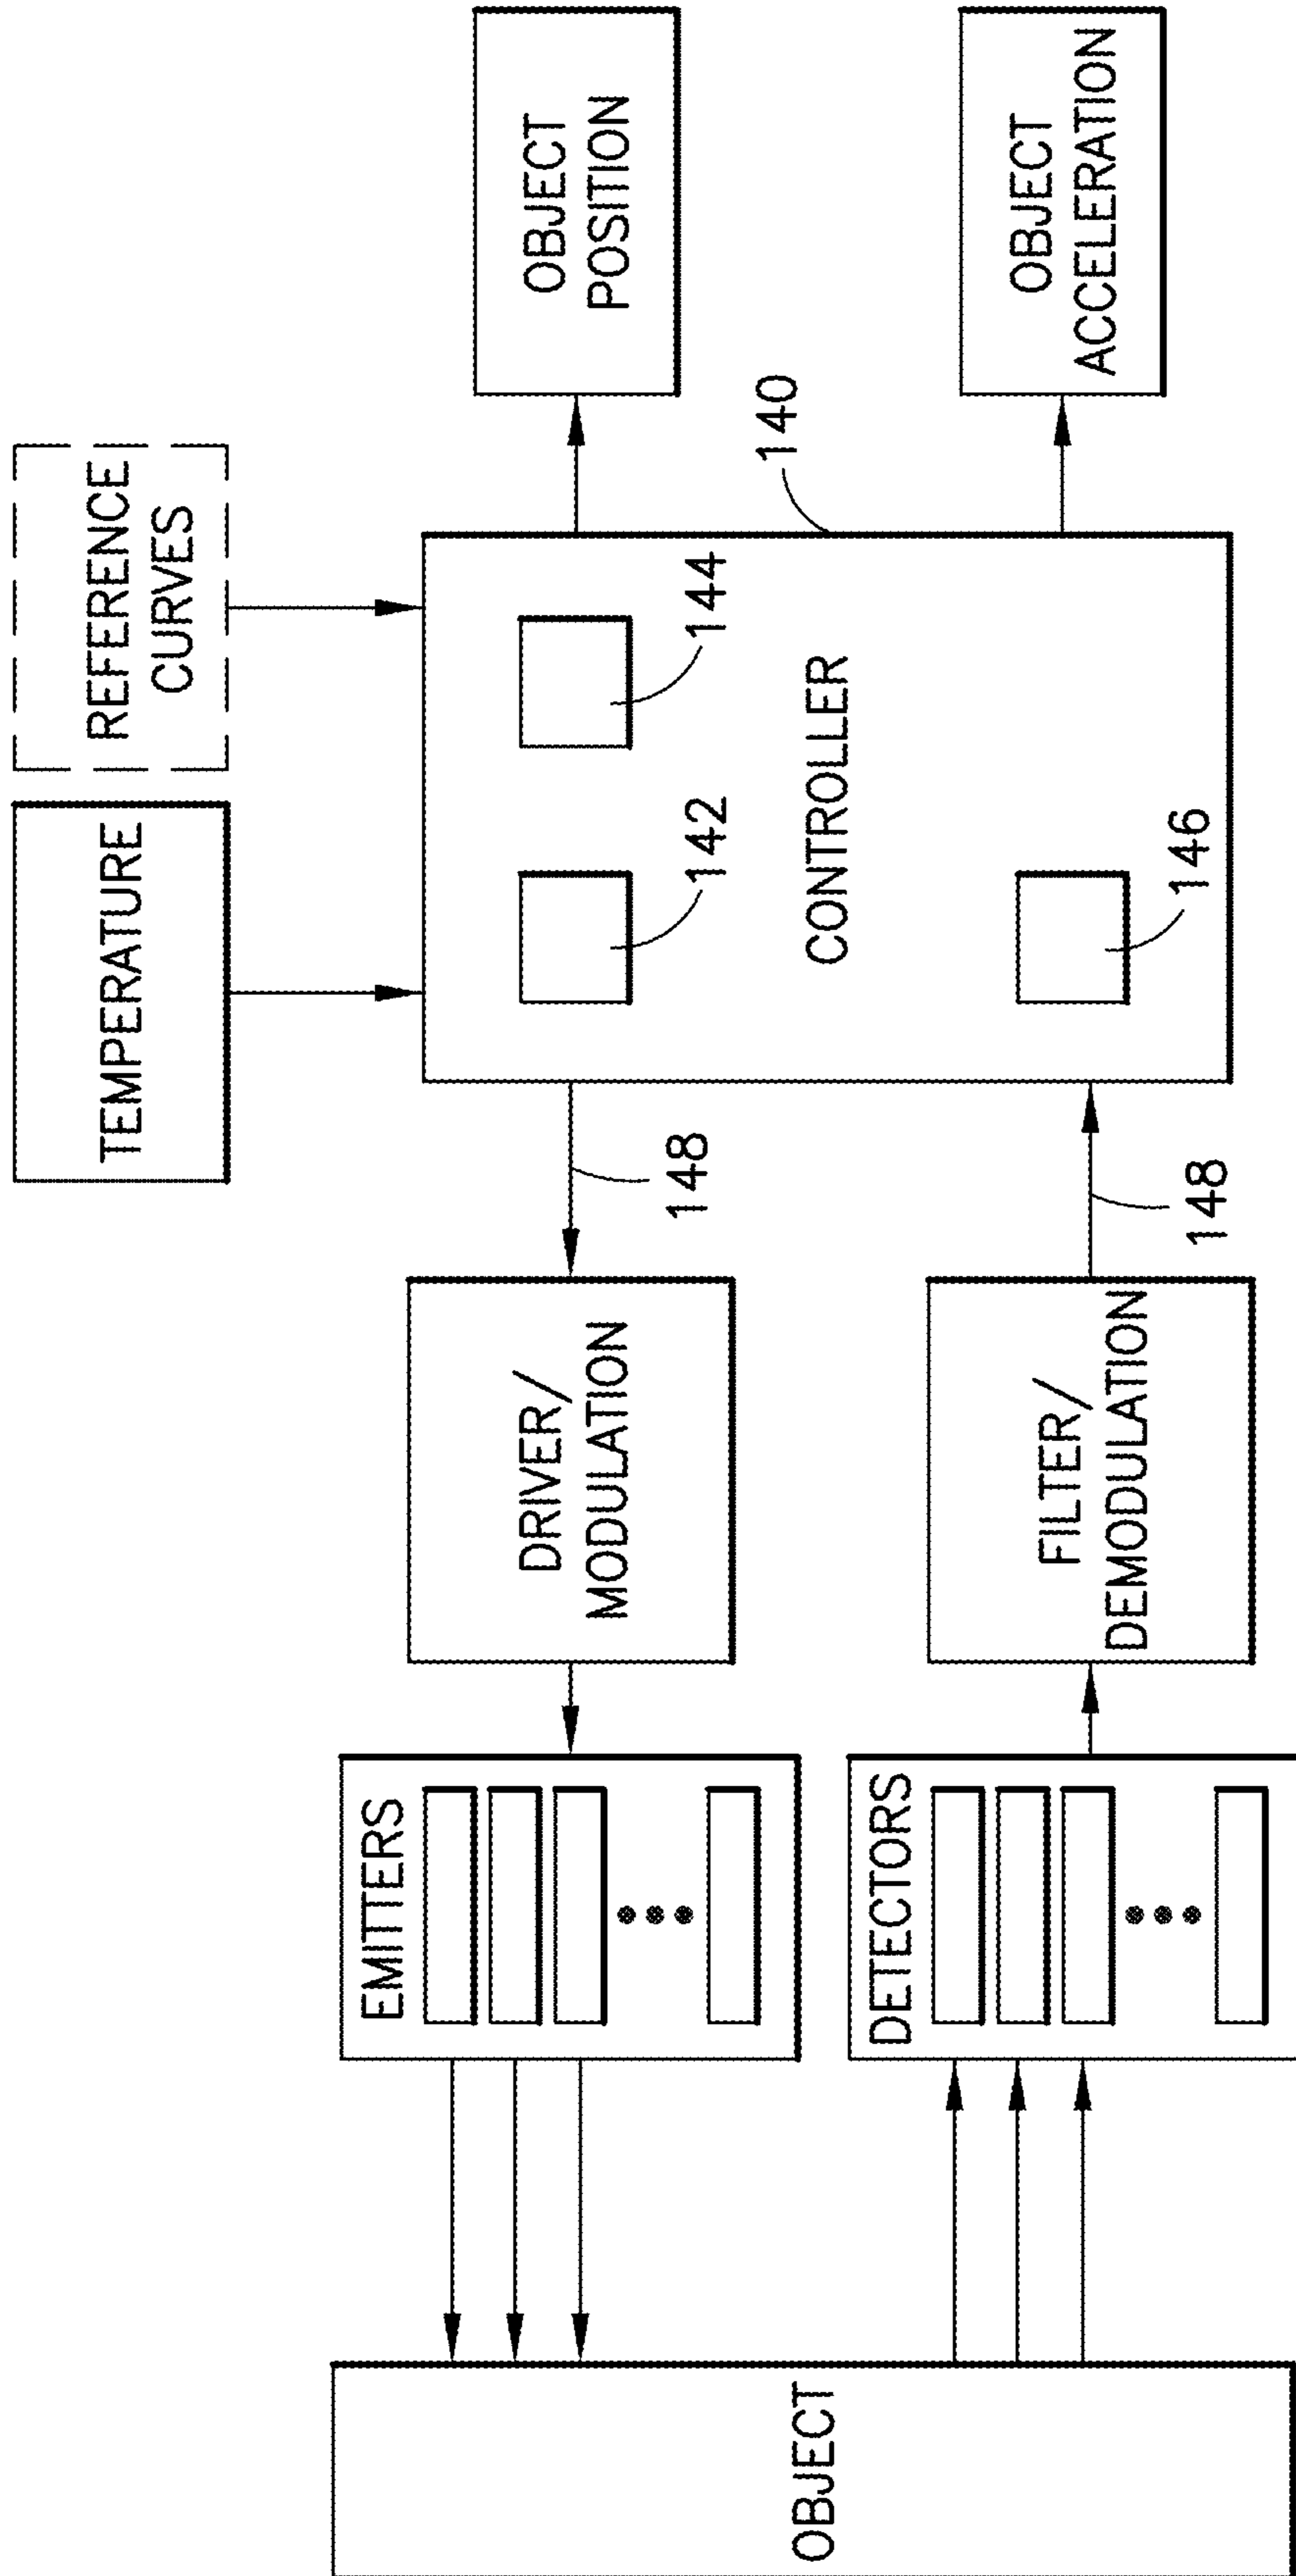 TEMPERATURE
REFERENCE
CURVES
OBJECT
EMITTERS
DETECTORS
DRIVER/
MODULATION
FILTER/
DEMODULATION
148
148
142
144
146
CONTROLLER
140
OBJECT
POSITION
OBJECT
ACCELERATION